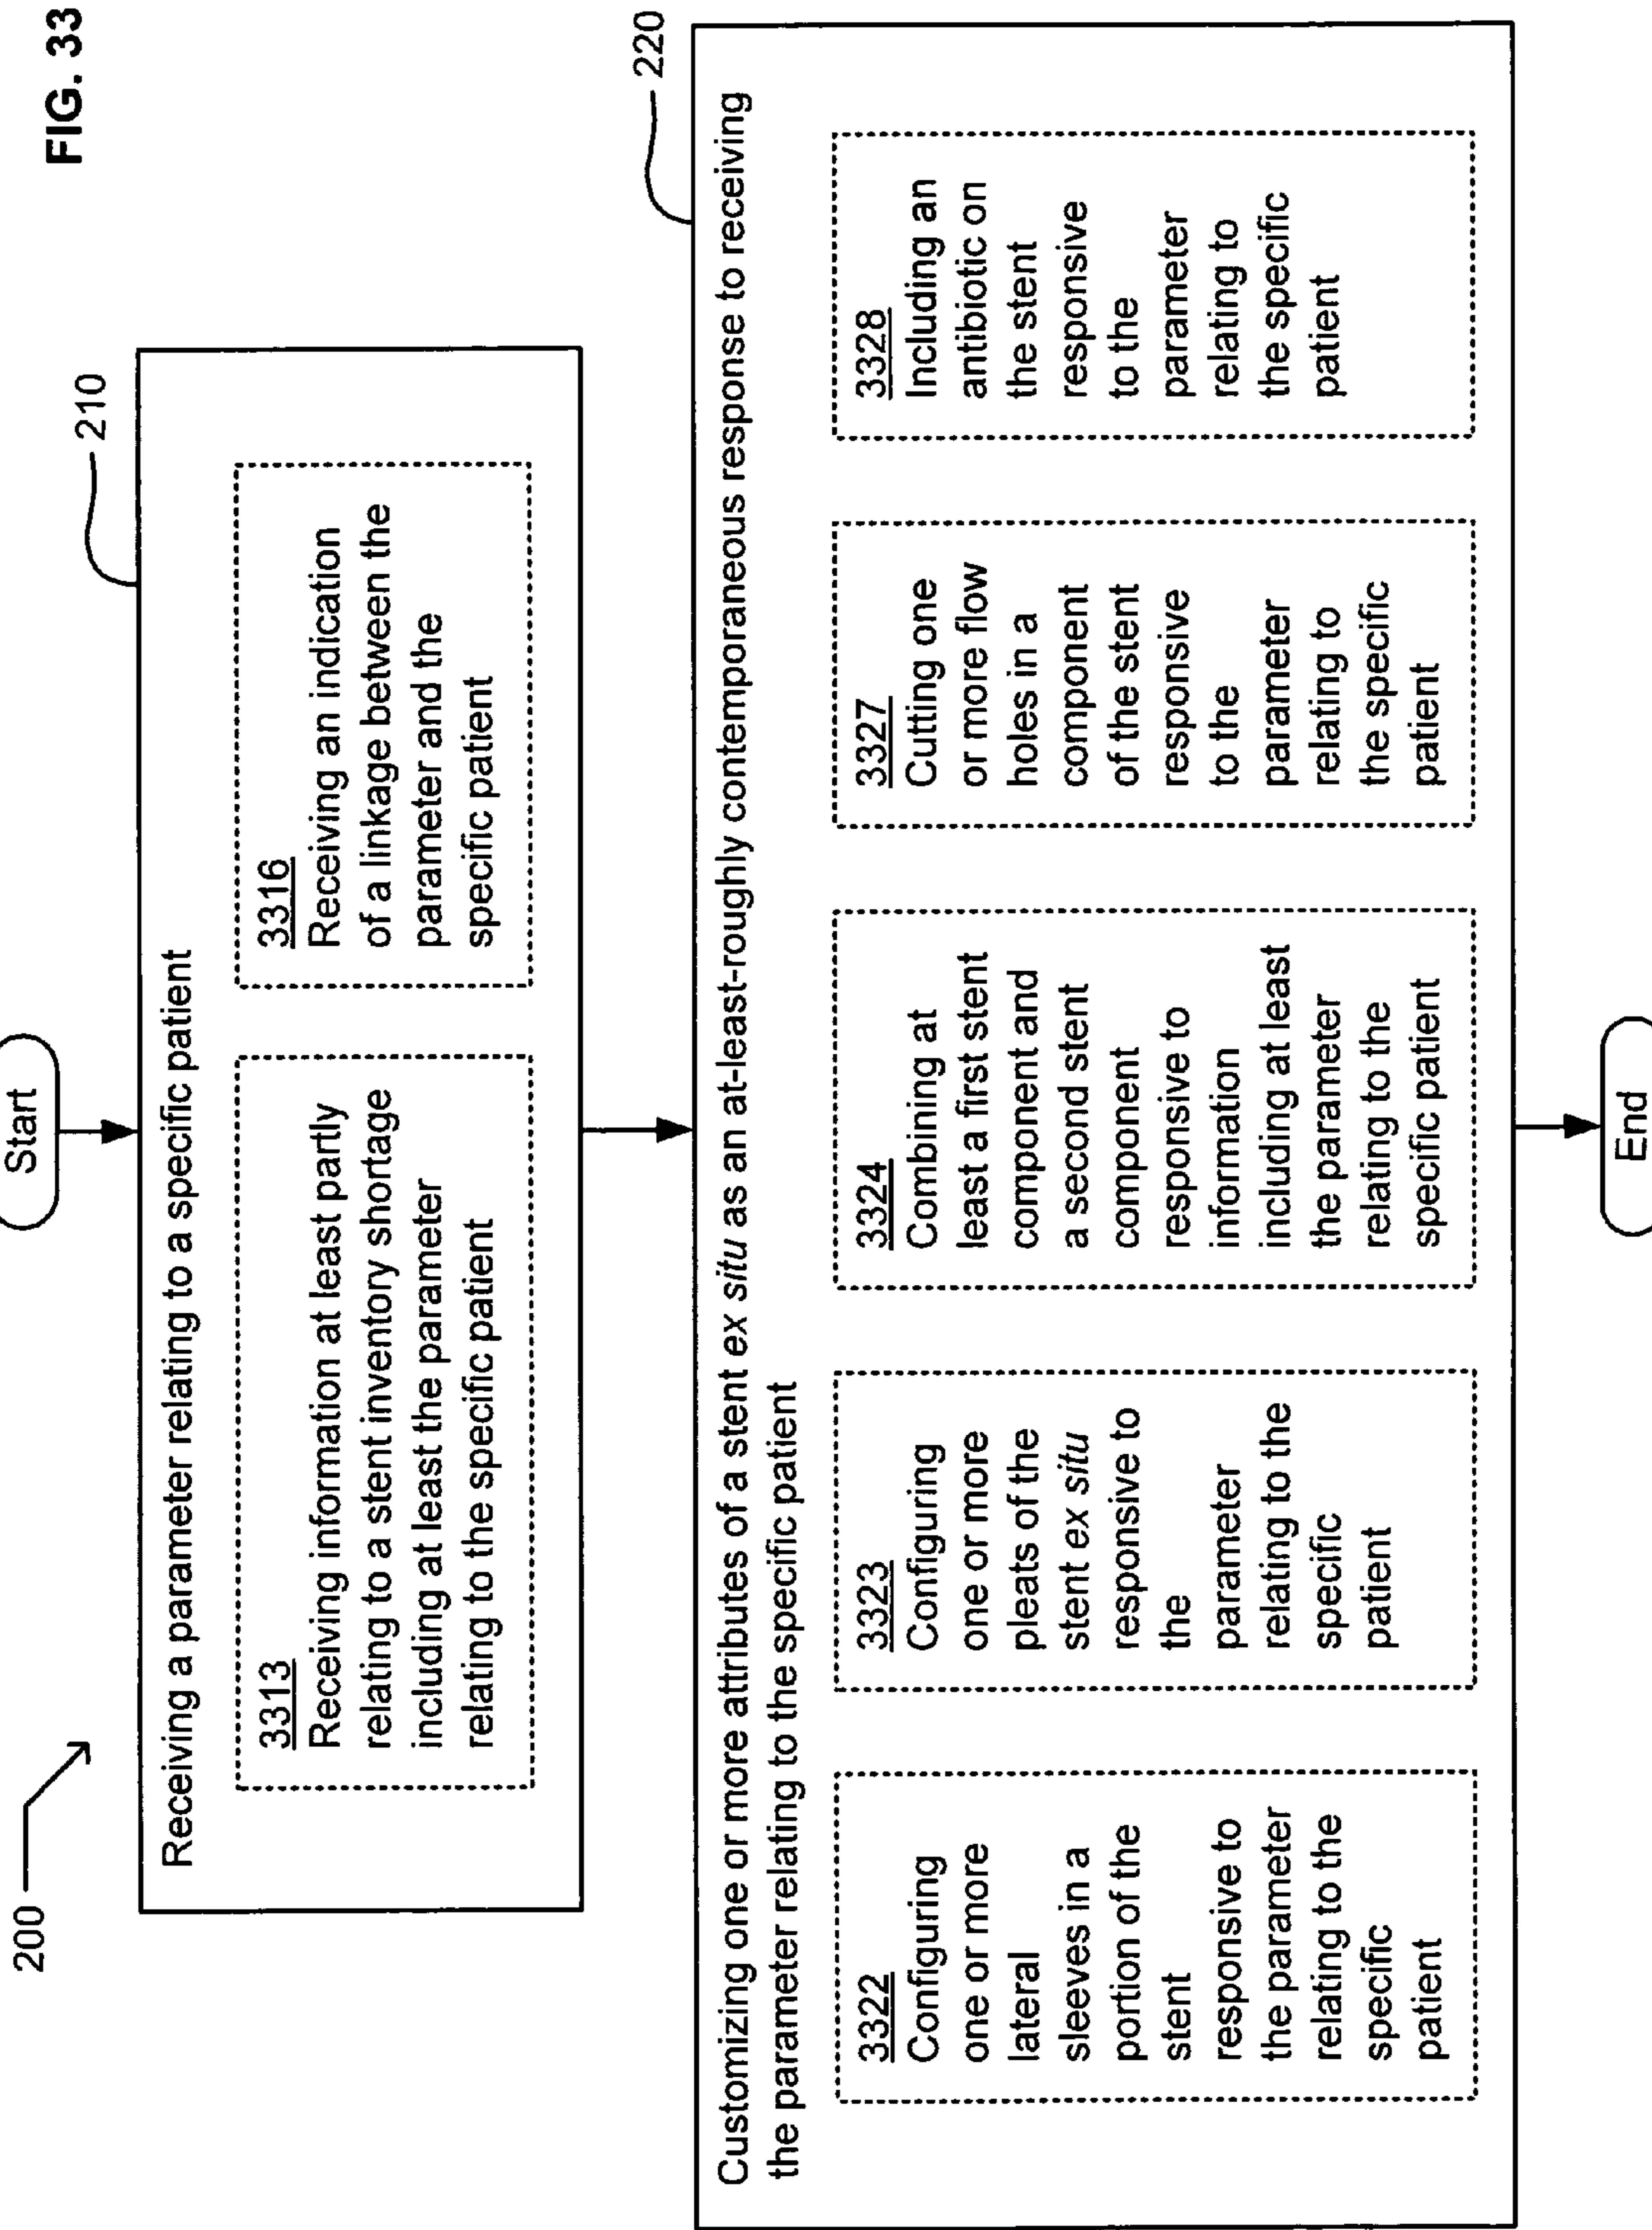 FIG. 33
200
Start
210
Receiving a parameter relating to a specific patient
3313
Receiving information at least partly
relating to a stent inventory shortage
including at least the parameter
relating to the specific patient
3316
Receiving an indication
of a linkage between the
parameter and the
specific patient
220
Customizing one or more attributes of a stent ex situ as an at-least-roughly contemporaneous response to receiving
the parameter relating to the specific patient
3322
Configuring
one or more
lateral
sleeves in a
portion of the
stent
responsive to
the parameter
relating to the
specific
patient
3323
Configuring
one or more
pleats of the
stent ex situ
responsive to
the
parameter
relating to the
specific
patient
3324
Combining at
least a first stent
component and
a second stent
component
responsive to
information
including at least
the parameter
relating to the
specific patient
3327
Cutting one
or more flow
holes in a
component
of the stent
responsive
to the
parameter
relating to
the specific
patient
3328
Including an
antibiotic on
the stent
responsive
to the
parameter
relating to
the specific
patient
End